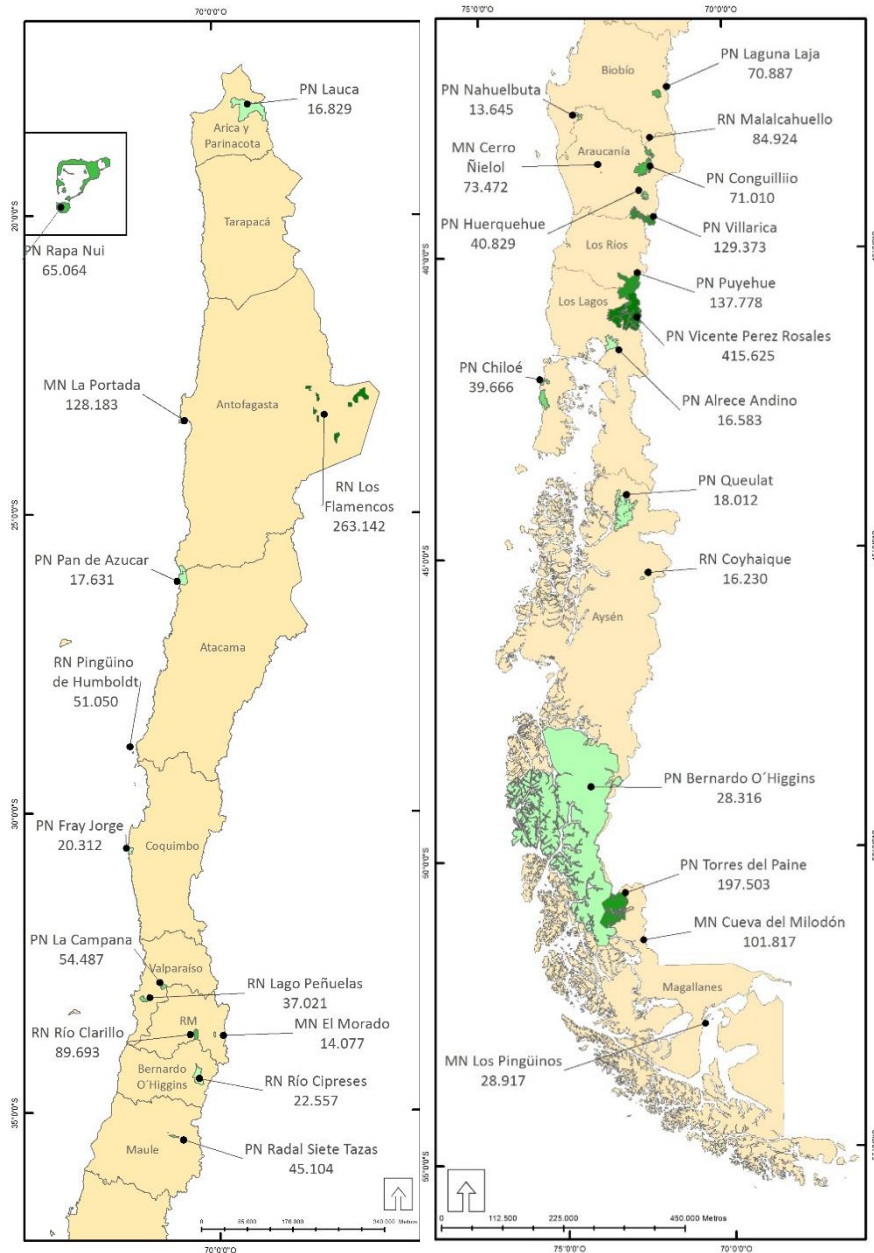 70°0'0"O
PN Lauca
16.829
Arica y
Parinacota
Tarapacá
20°0'0"S
PN Rapa Nui
65.064
MN La Portada
128.183
Antofagasta
RN Los
Flamencos
263.142
25°0'0"S
PN Pan de Azucar
17.631
Atacama
RN Pingüino
de Humboldt
51.050
30°0'0"S
PN Fray Jorge
20.312
Coquimbo
PN La Campana
54.487
Valparaíso
RN Lago Peñuelas
37.021
RM
RN Río Clarillo
89.693
MN El Morado
14.077
Bernardo
O´Higgins
RN Río Cipreses
22.557
35°0'0"S
Maule
PN Radal Siete Tazas
45.104
70°0'0"O
75°0'0"O
70°0'0"O
Biobío
PN Laguna Laja
70.887
PN Nahuelbuta
13.645
RN Malalcahuello
84.924
Araucanía
MN Cerro
Ñielol
73.472
PN Conguilliio
71.010
PN Huerquehue
40.829
PN Villarica
129.373
Los Ríos
40°0'0"S
PN Puyehue
137.778
Los Lagos
PN Vicente Perez Rosales
415.625
PN Chiloé
39.666
PN Alrece Andino
16.583
PN Queulat
18.012
45°0'0"S
RN Coyhaique
16.230
Aysén
PN Bernardo O´Higgins
28.316
50°0'0"S
PN Torres del Paine
197.503
MN Cueva del Milodón
101.817
Magallanes
MN Los Pingüinos
28.917
55°0'0"S
0 112.500 225.000 450.000 Metros
75°0'0"O
70°0'0"O